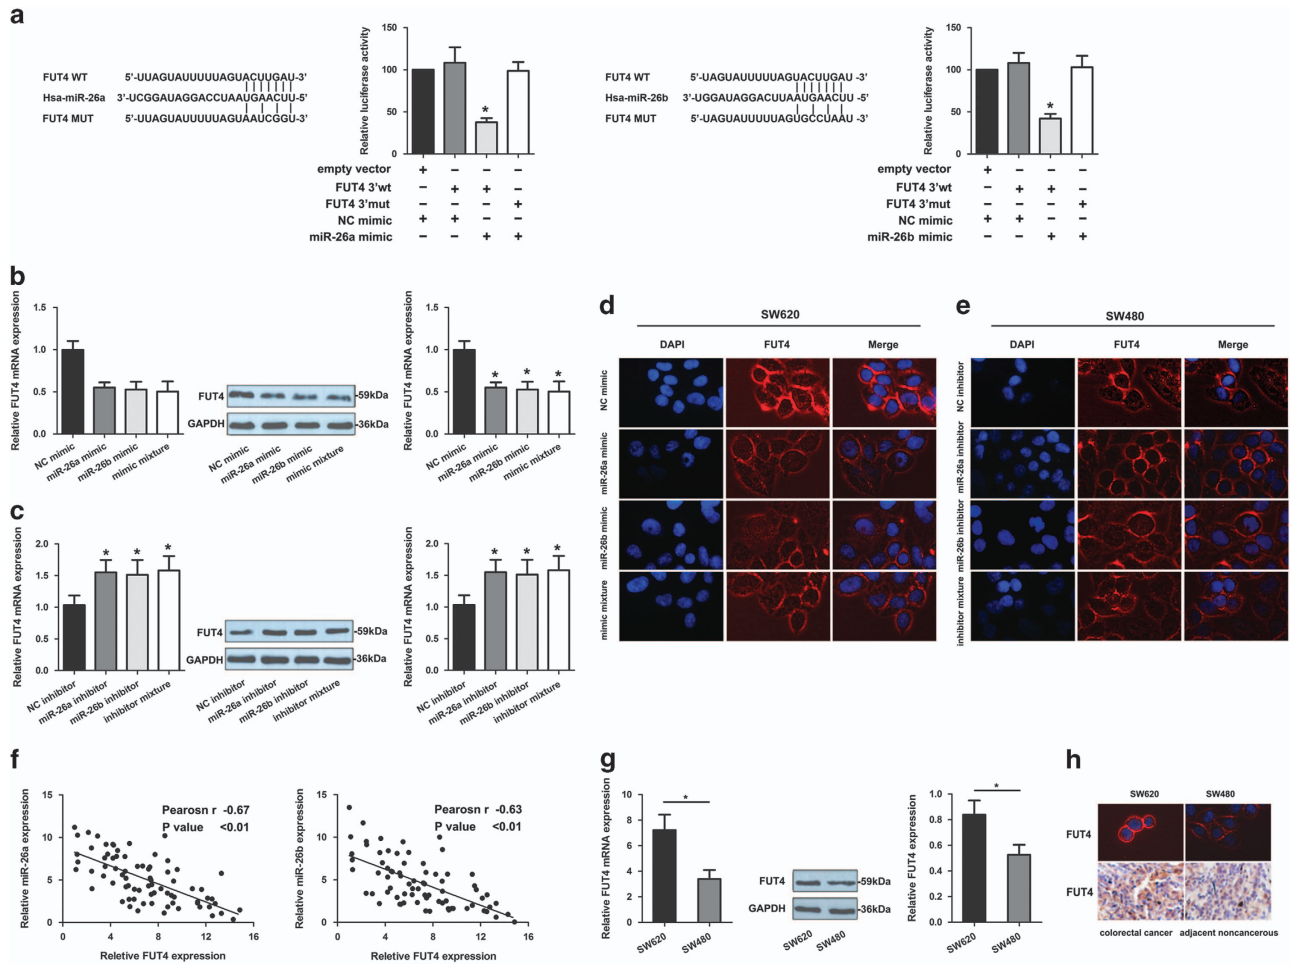 a
FUT4 WT 5'-UUAGUAUUUUUAGUACUUGAU-3'
Hsa-miR-26a 3'-UCGGAUAGGACCUAAUGAACUU-5'
FUT4 MUT 5'-UUAGUAUUUUUAGUAAUCGGU-3'
Relative luciferase activity
150
100
50
0
*
empty vector + − − −
FUT4 3'wt − + + −
FUT4 3'mut − − − +
NC mimic + + − −
miR-26a mimic − − + +
FUT4 WT 5'-UAGUAUUUUUAGUACUUGAU -3'
Hsa-miR-26b 3'-UGGAUAGGACUUAAUGAACUU -5'
FUT4 MUT 5'-UAGUAUUUUUAGUGCCUAAU -3'
Relative luciferase activity
150
100
50
0
*
empty vector + − − −
FUT4 3'wt − + + −
FUT4 3'mut − − − +
NC mimic + + − −
miR-26b mimic − − + +
b
Relative FUT4 mRNA expression
1.5
1.0
0.5
0.0
NC mimic
miR-26a mimic
miR-26b mimic
mimic mixture
FUT4 -59kDa
GAPDH -36kDa
NC mimic
miR-26a mimic
miR-26b mimic
mimic mixture
Relative FUT4 mRNA expression
1.5
1.0
0.5
0.0
* * *
NC mimic
miR-26a mimic
miR-26b mimic
mimic mixture
c
Relative FUT4 mRNA expression
2.0
1.5
1.0
0.5
0.0
* * *
NC inhibitor
miR-26a inhibitor
miR-26b inhibitor
inhibitor mixture
FUT4 -59kDa
GAPDH -36kDa
NC inhibitor
miR-26a inhibitor
miR-26b inhibitor
inhibitor mixture
Relative FUT4 mRNA expression
2.0
1.5
1.0
0.5
0.0
* * *
NC inhibitor
miR-26a inhibitor
miR-26b inhibitor
inhibitor mixture
d
SW620
DAPI FUT4 Merge
NC mimic
miR-26a mimic
miR-26b mimic
mimic mixture
e
SW480
DAPI FUT4 Merge
NC inhibitor
miR-26a inhibitor
miR-26b inhibitor
inhibitor mixture
f
Relative miR-26a expression
15
10
5
0
Pearosn r -0.67
P value <0.01
0 4 8 12 16
Reletive FUT4 expression
Relative miR-26b expression
15
10
5
0
Pearosn r -0.63
P value <0.01
0 4 8 12 16
Reletive FUT4 expression
g
Relative FUT4 mRNA expression
10
8
6
4
2
0
*
SW620
SW480
FUT4 -59kDa
GAPDH -36kDa
SW620
SW480
Relative FUT4 expression
1.0
0.8
0.6
0.4
0.2
0.0
*
SW620
SW480
h
SW620 SW480
FUT4
FUT4
colorectal cancer adjacent noncancerous